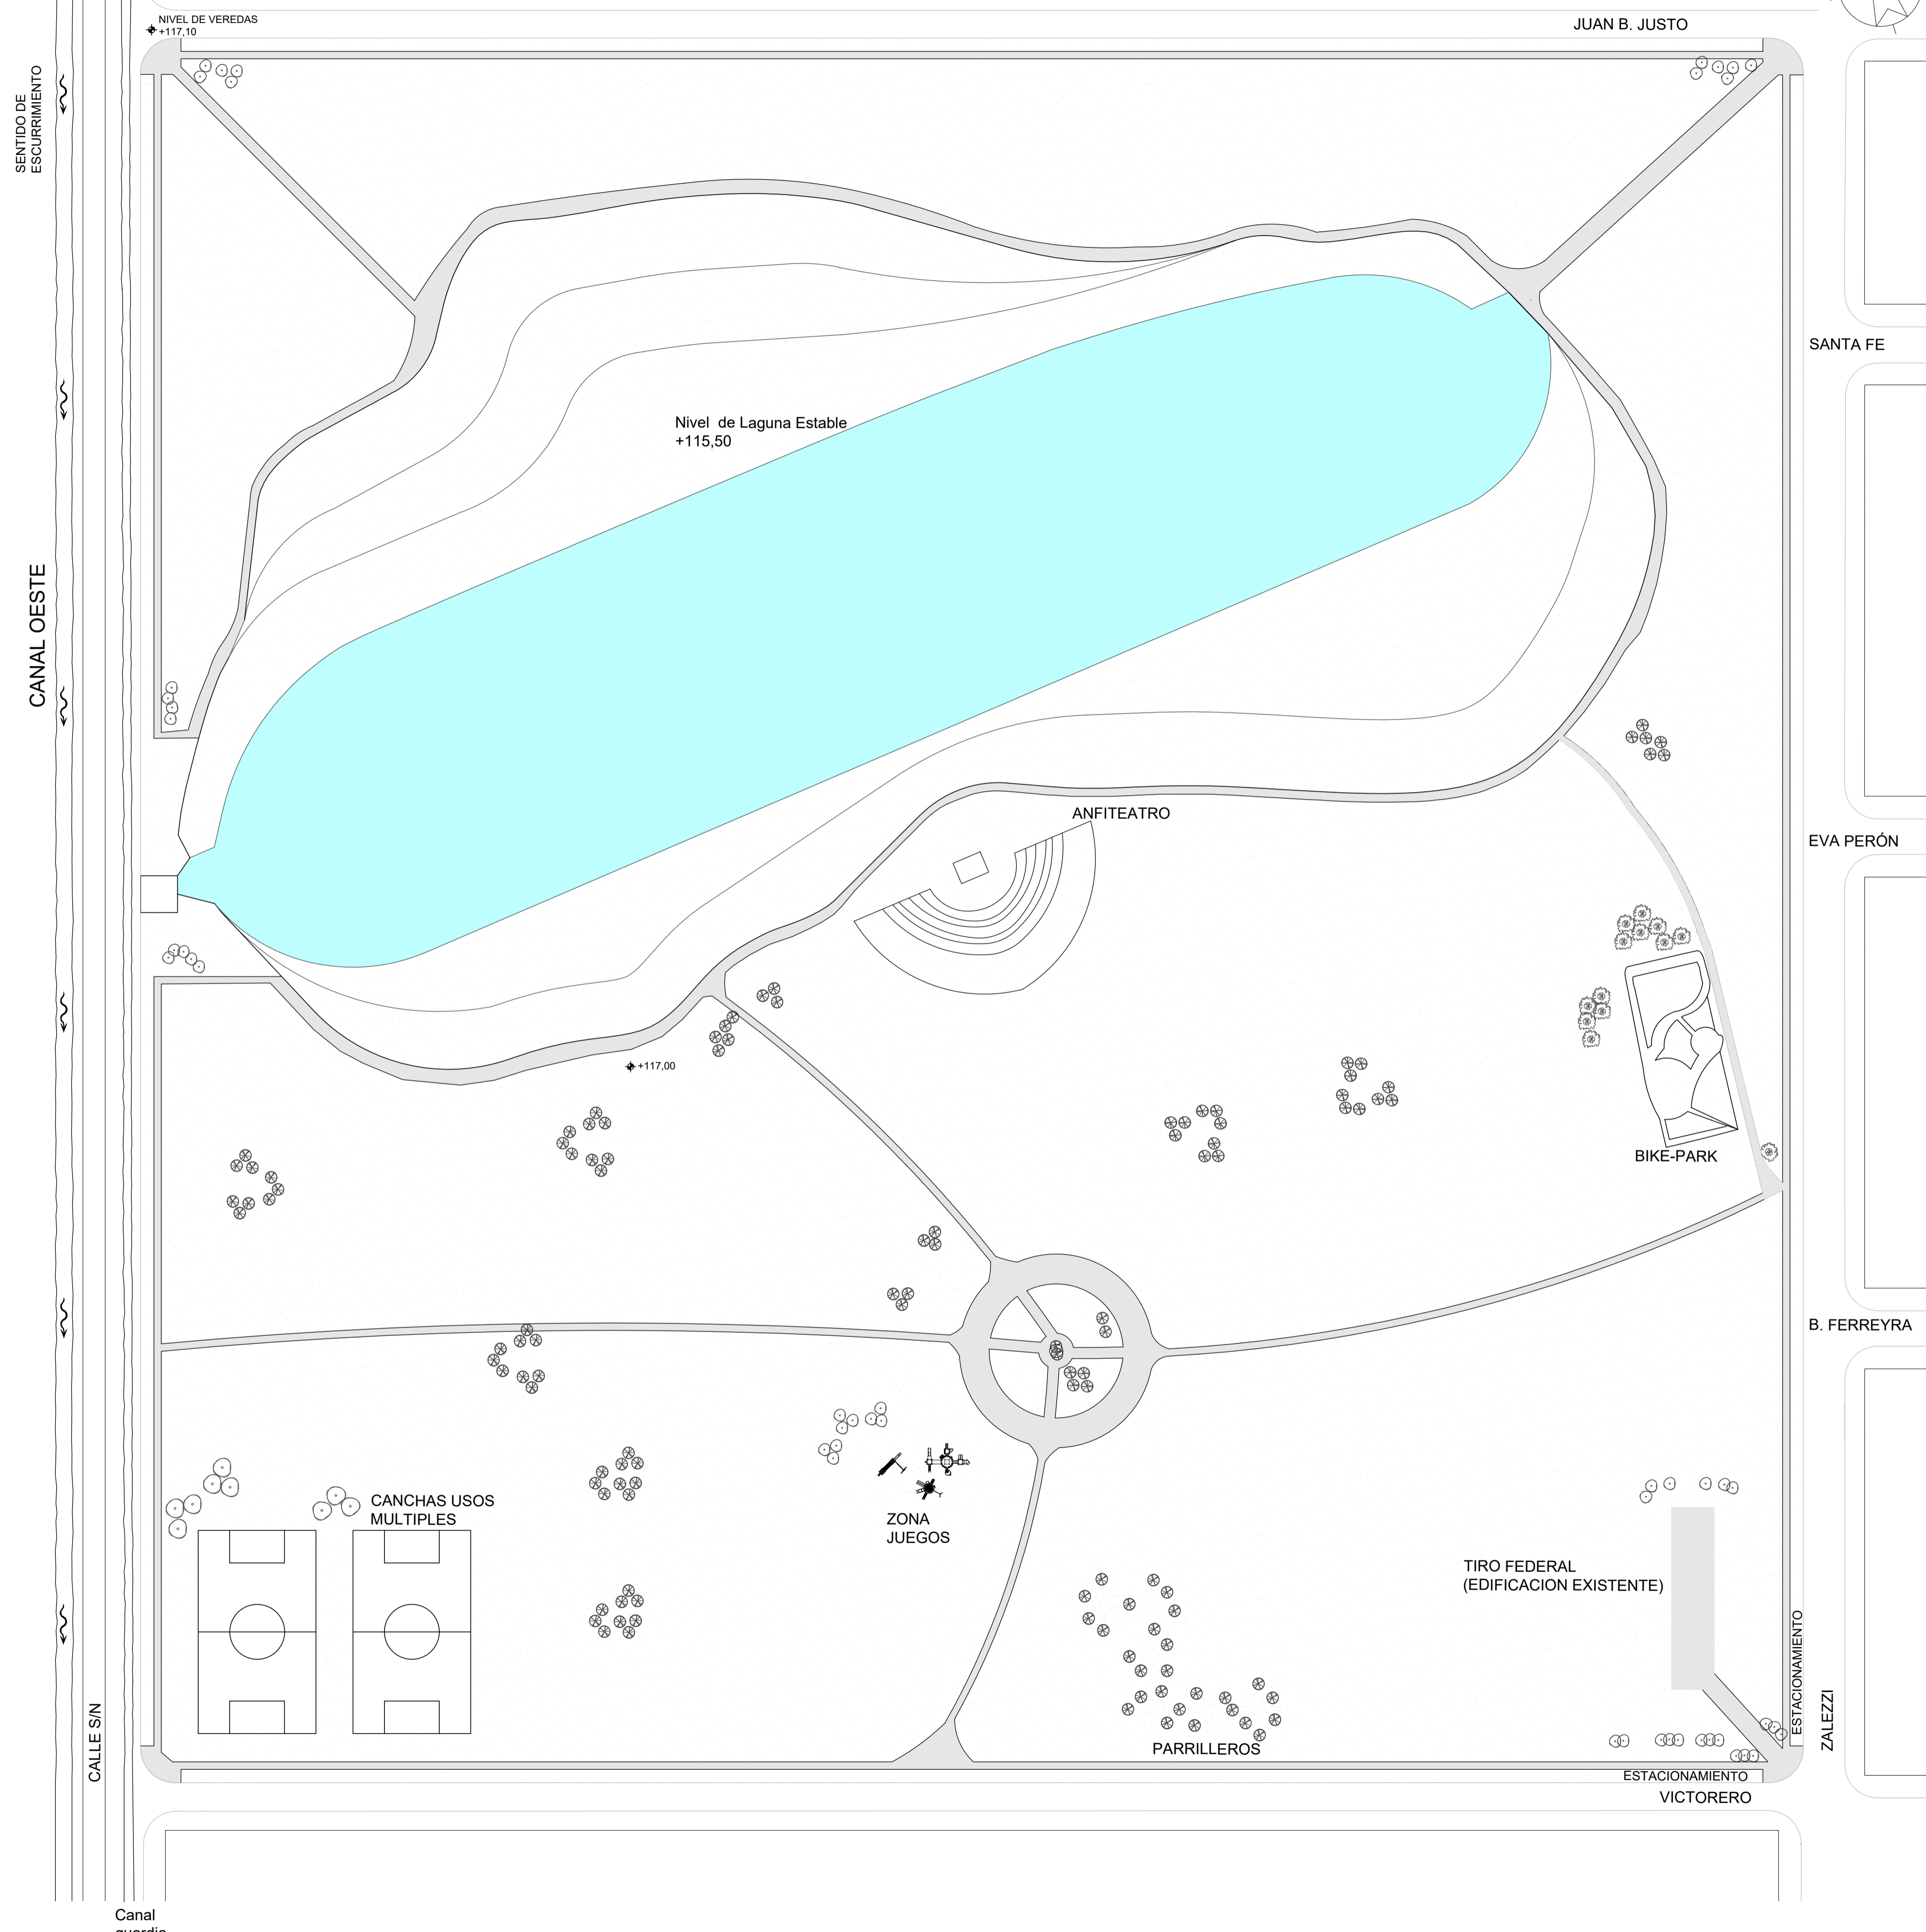 NIVEL DE VEREDAS
+117,10
JUAN B. JUSTO
SENTIDO DE
ESCURRIMIENTO
SANTA FE
Nivel de Laguna Estable
+115,50
CANAL OESTE
ANFITEATRO
EVA PERÓN
+117,00
BIKE-PARK
B. FERREYRA
CANCHAS USOS
MULTIPLES
ZONA
JUEGOS
TIRO FEDERAL
(EDIFICACION EXISTENTE)
ESTACIONAMIENTO
ZALEZZI
CALLE S/N
PARRILLEROS
ESTACIONAMIENTO
VICTORERO
Canal